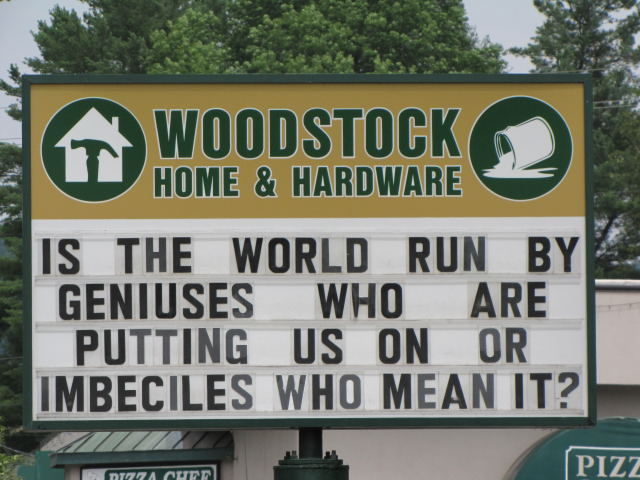 WOODSTOCK
HOME & HARDWARE
IS THE WORLD RUN BY
GENIUSES WHO ARE
PUTTING US ON OR
IMBECILES WHO MEAN IT?
PIZZA CHEF